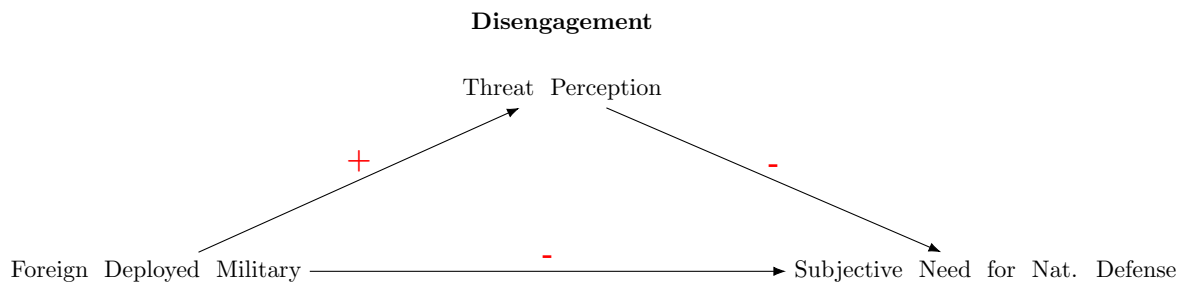 Disengagement
Threat Perception
+
-
-
Foreign Deployed Military
Subjective Need for Nat. Defense